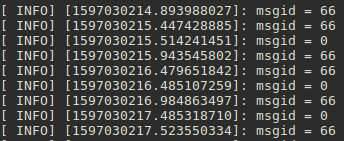 [ INFO] [1597030214.893988027]: msgid = 66
[ INFO] [1597030215.447428885]: msgid = 66
[ INFO] [1597030215.514241451]: msgid = 0
[ INFO] [1597030215.943545802]: msgid = 66
[ INFO] [1597030216.479651842]: msgid = 66
[ INFO] [1597030216.485107259]: msgid = 0
[ INFO] [1597030216.984863497]: msgid = 66
[ INFO] [1597030217.485318710]: msgid = 0
[ INFO] [1597030217.523550334]: msgid = 66